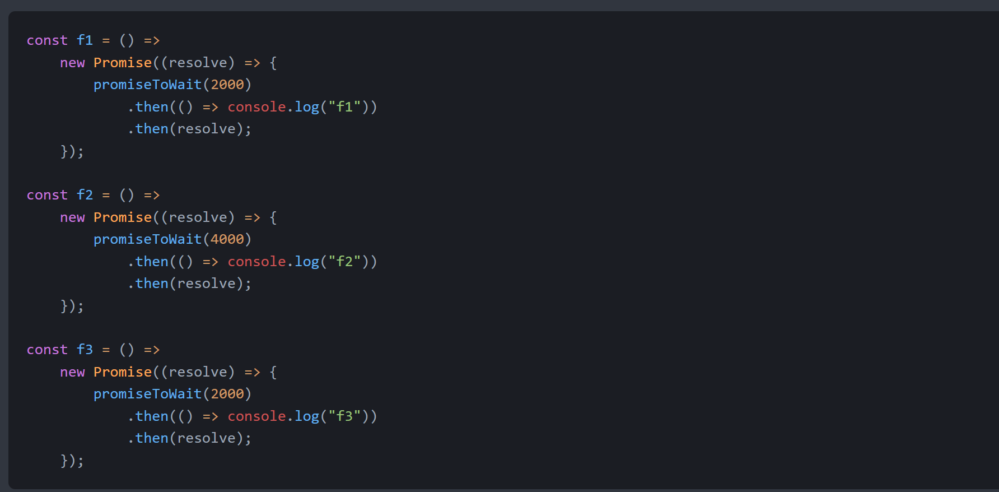 const f1 = () =>
    new Promise((resolve) => {
        promiseToWait(2000)
            .then(() => console.log("f1"))
            .then(resolve);
    });

const f2 = () =>
    new Promise((resolve) => {
        promiseToWait(4000)
            .then(() => console.log("f2"))
            .then(resolve);
    });

const f3 = () =>
    new Promise((resolve) => {
        promiseToWait(2000)
            .then(() => console.log("f3"))
            .then(resolve);
    });